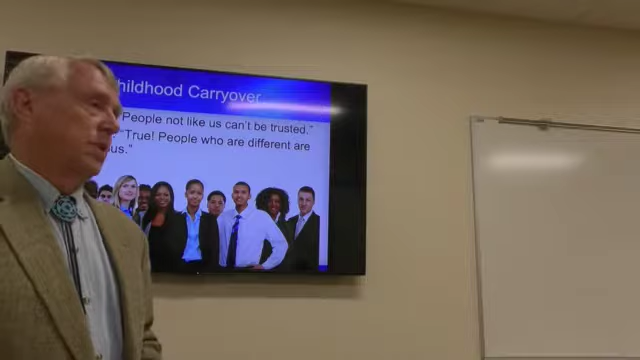 hildhood Carryover
People not like us can't be trusted."
"True! People who are different are
us."